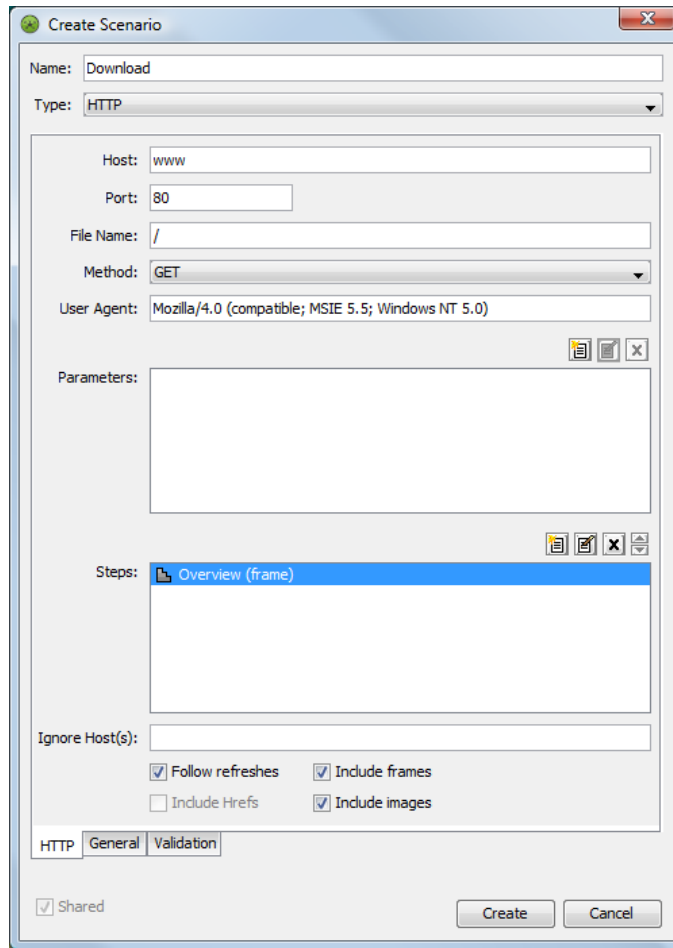 Create Scenario
Name: Download
Type: HTTP
Host: www
Port: 80
File Name: /
Method: GET
User Agent: Mozilla/4.0 (compatible; MSIE 5.5; Windows NT 5.0)
Parameters:
Steps: Overview (frame)
Ignore Host(s):
Follow refreshes Include frames
Include Hrefs Include images
HTTP General Validation
Shared Create Cancel